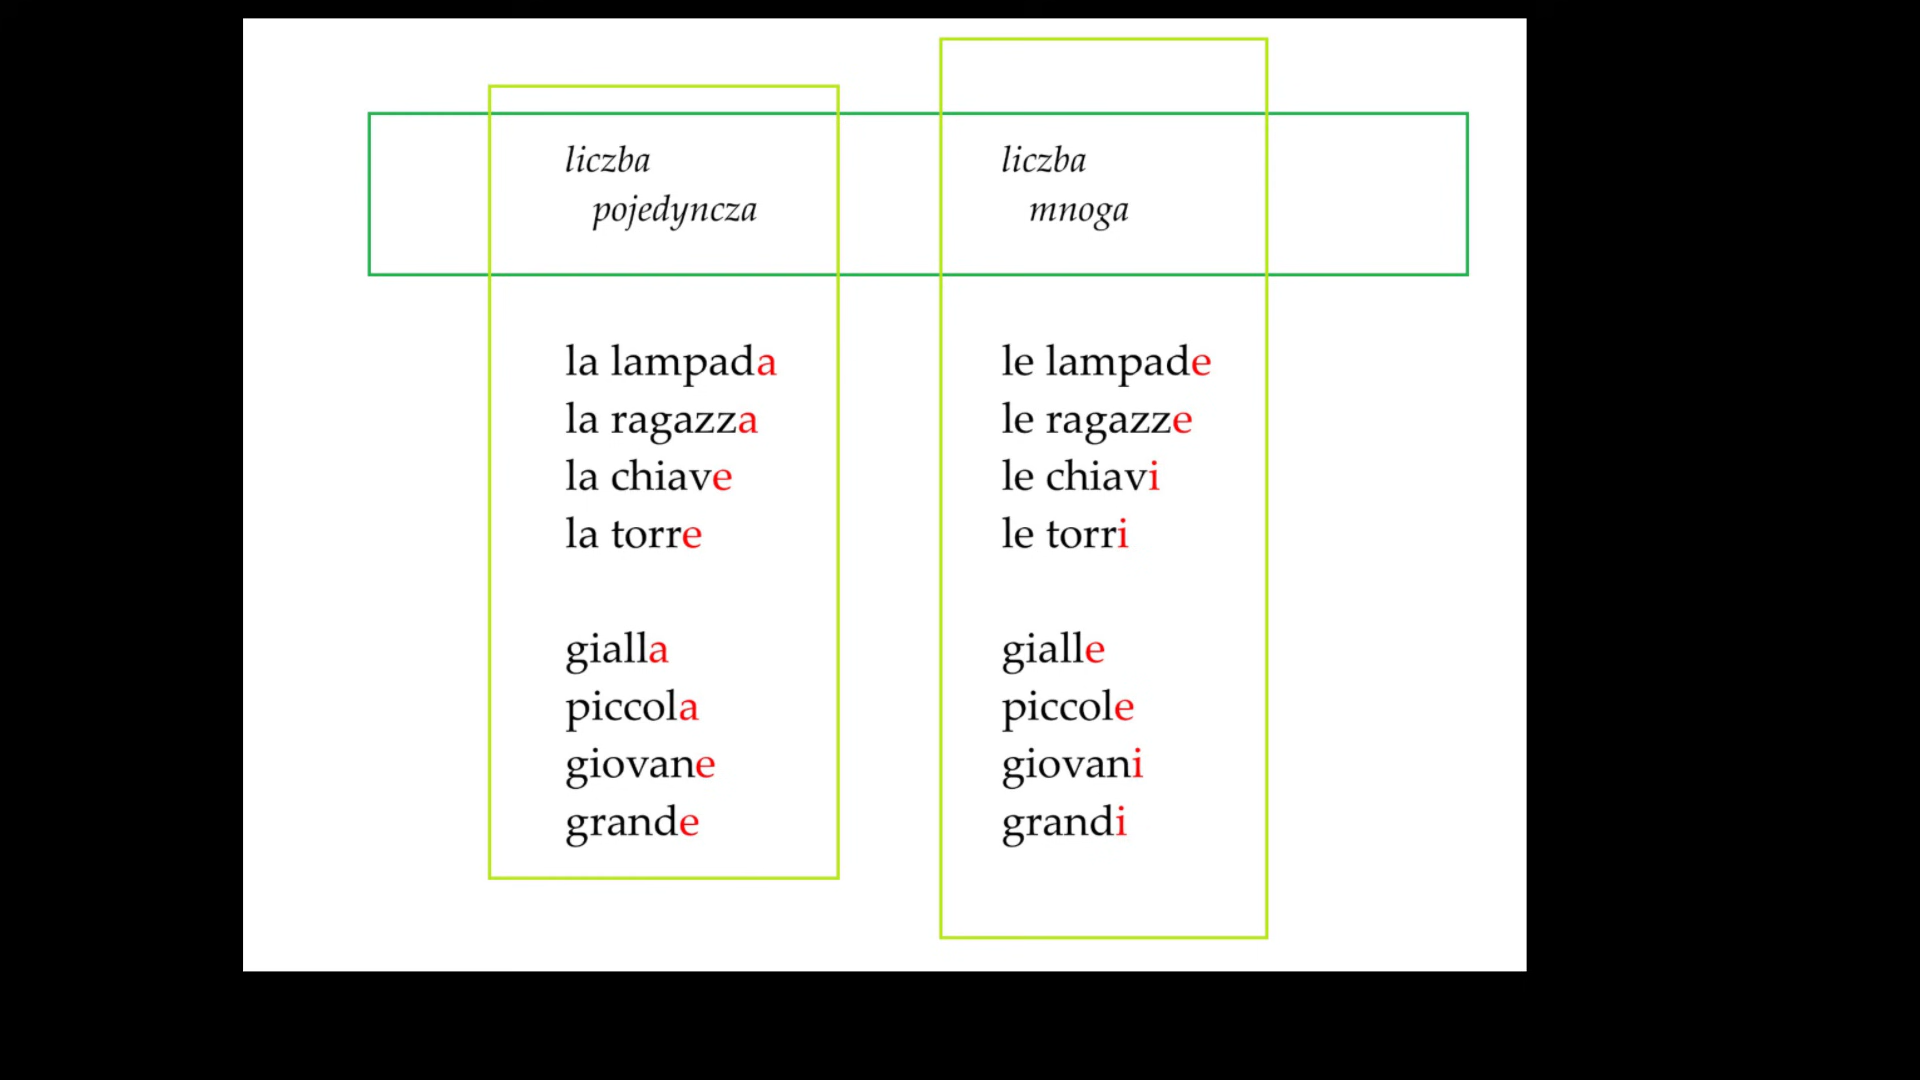 liczba
pojedyncza
liczba
mnoga
la lampada
le lampade
la ragazza
le ragazze
la chiave
le chiavi
la torre
le torri
gialla
gialle
piccola
piccole
giovane
giovani
grande
grandi